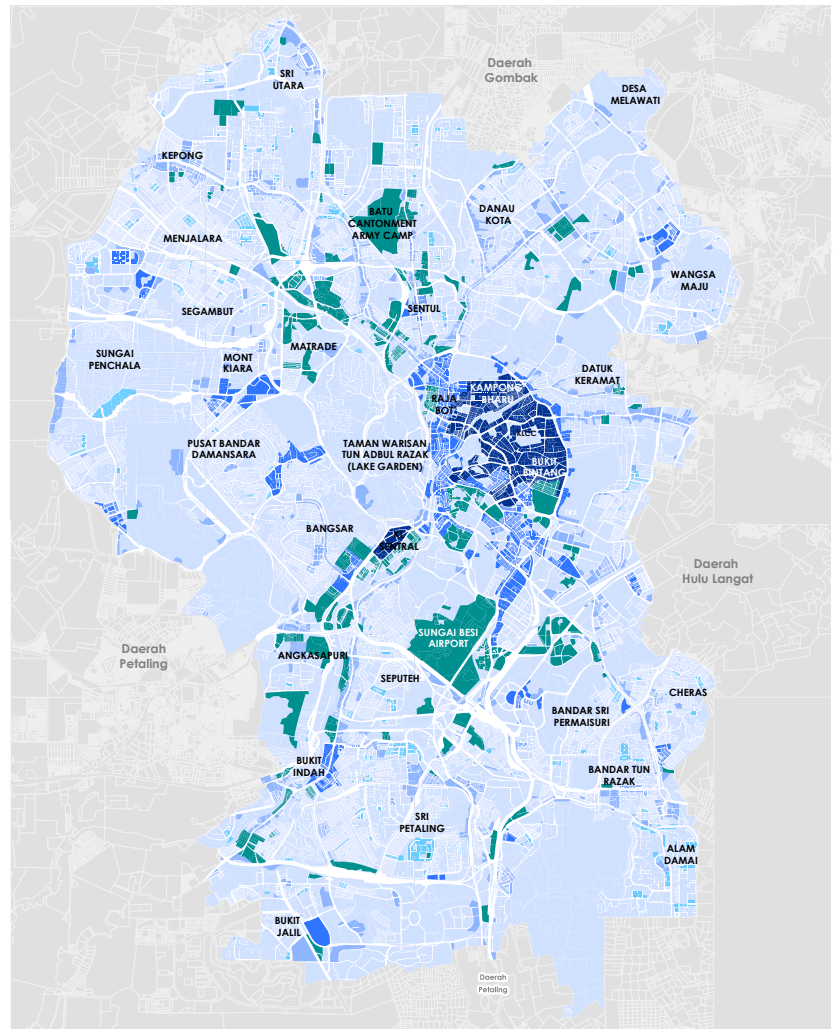 Daerah
Gombak
SRI
UTARA
DESA
MELAWATI
KEPONG
DANAU
KOTA
BATU
CANTONMENT
ARMY CAMP
MENJALARA
WANGSA
MAJU
SEGAMBUT
SENTUL
MATRADE
SUNGAI
PENCHALA
MONT
KIARA
DATUK
KERAMAT
KAMPONG
BHARU
RAJA
BOT
KLCC
PUSAT BANDAR
DAMANSARA
TAMAN WARISAN
TUN ADBUL RAZAK
(LAKE GARDEN)
BUKIT
BINTANG
TRX
BANGSAR
KL
SENTRAL
Daerah
Hulu Langat
SUNGAI BESI
AIRPORT
Daerah
Petaling
ANGKASAPURI
SEPUTEH
CHERAS
BANDAR SRI
PERMAISURI
BUKIT
INDAH
BANDAR TUN
RAZAK
SRI
PETALING
ALAM
DAMAI
BUKIT
JALIL
Daerah
Petaling